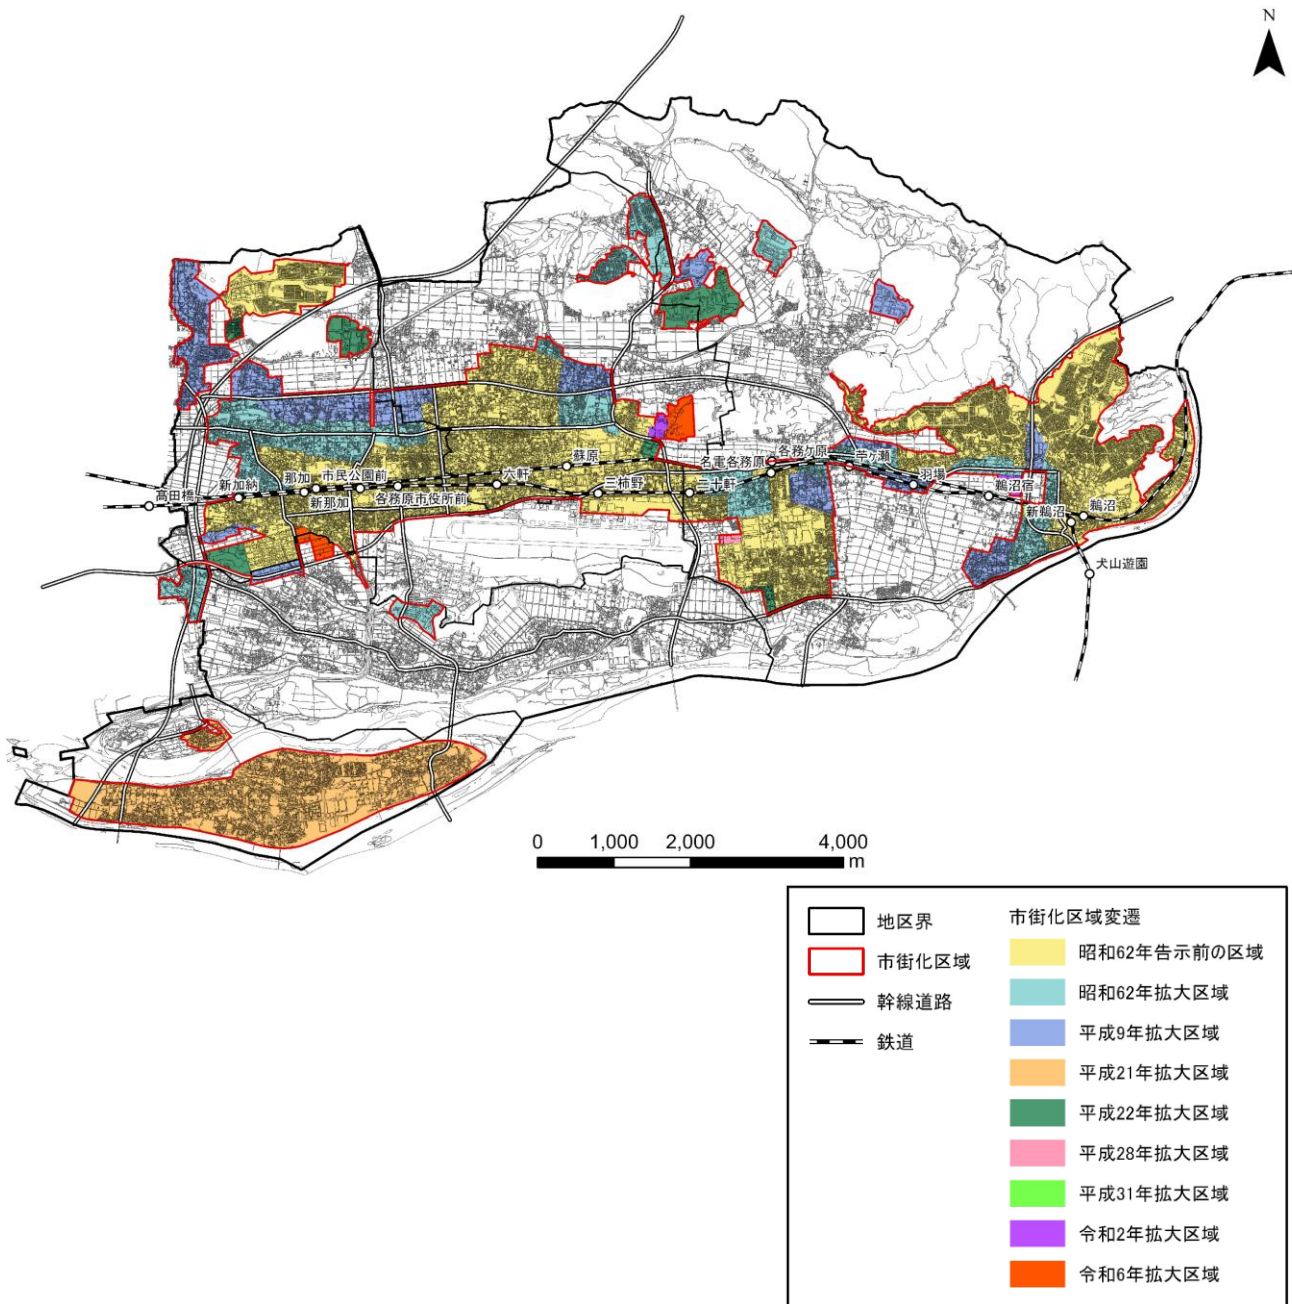 N
蘇原
名電各務原
各務ケ原
苧ケ瀬
那加
市民公園前
六軒
羽場
新加納
三柿野
二十軒
鵜沼宿
高田橋
新那加
各務原市役所前
新鵜沼
鵜沼
犬山遊園
0 1,000 2,000 4,000
m
地区界
市街化区域
幹線道路
鉄道
市街化区域変遷
昭和62年告示前の区域
昭和62年拡大区域
平成9年拡大区域
平成21年拡大区域
平成22年拡大区域
平成28年拡大区域
平成31年拡大区域
令和2年拡大区域
令和6年拡大区域